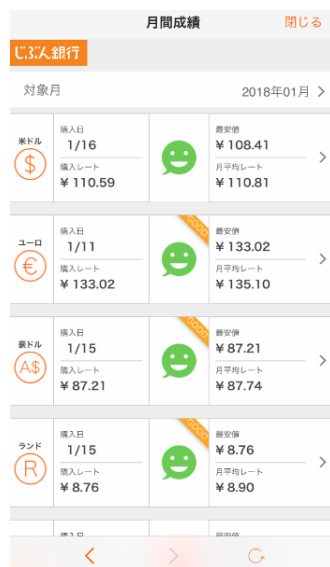 月間成績
閉じる
じぶん銀行
対象月
2018年01月
米ドル
$
購入日
1/16
購入レート
¥ 110.59
最安値
¥ 108.41
月平均レート
¥ 110.81
ユーロ
€
購入日
1/11
購入レート
¥ 133.02
GOOD
最安値
¥ 133.02
月平均レート
¥ 135.10
豪ドル
A$
購入日
1/15
購入レート
¥ 87.21
GOOD
最安値
¥ 87.21
月平均レート
¥ 87.74
ランド
R
購入日
1/15
購入レート
¥ 8.76
GOOD
最安値
¥ 8.76
月平均レート
¥ 8.90